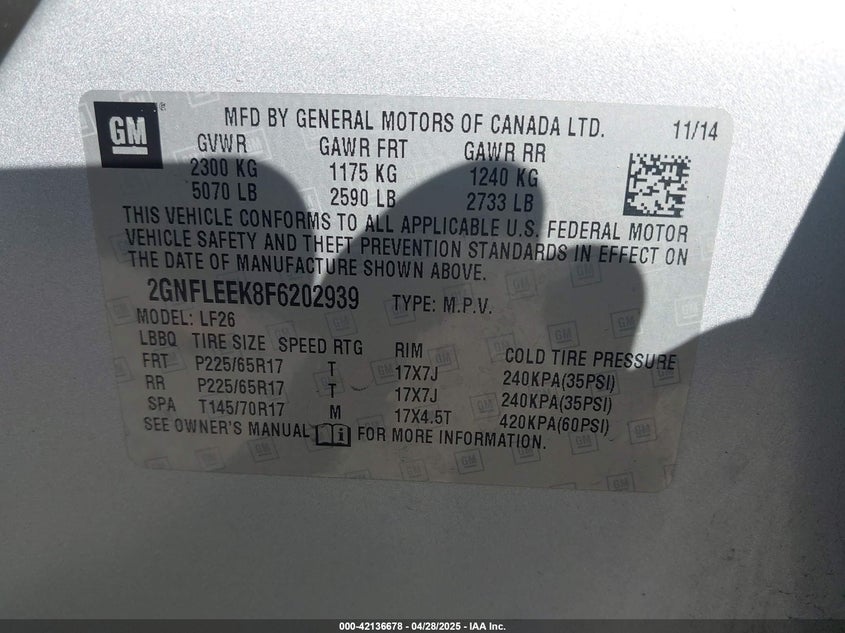 GM
MFD BY GENERAL MOTORS OF CANADA LTD. 11/14
GVWR GAWR FRT GAWR RR
2300 KG 1175 KG 1240 KG
5070 LB 2590 LB 2733 LB
THIS VEHICLE CONFORMS TO ALL APPLICABLE U.S. FEDERAL MOTOR
VEHICLE SAFETY AND THEFT PREVENTION STANDARDS IN EFFECT ON
THE DATE OF MANUFACTURE SHOWN ABOVE.
2GNFLEEK8F6202939 TYPE: M.P.V.
MODEL: LF26
LBBQ TIRE SIZE SPEED RTG RIM COLD TIRE PRESSURE
FRT P225/65R17 T 17X7J 240KPA(35PSI)
RR P225/65R17 T 17X7J 240KPA(35PSI)
SPA T145/70R17 M 17X4.5T 420KPA(60PSI)
SEE OWNER'S MANUAL FOR MORE INFORMATION.
000-42136678 - 04/28/2025 - IAA Inc.